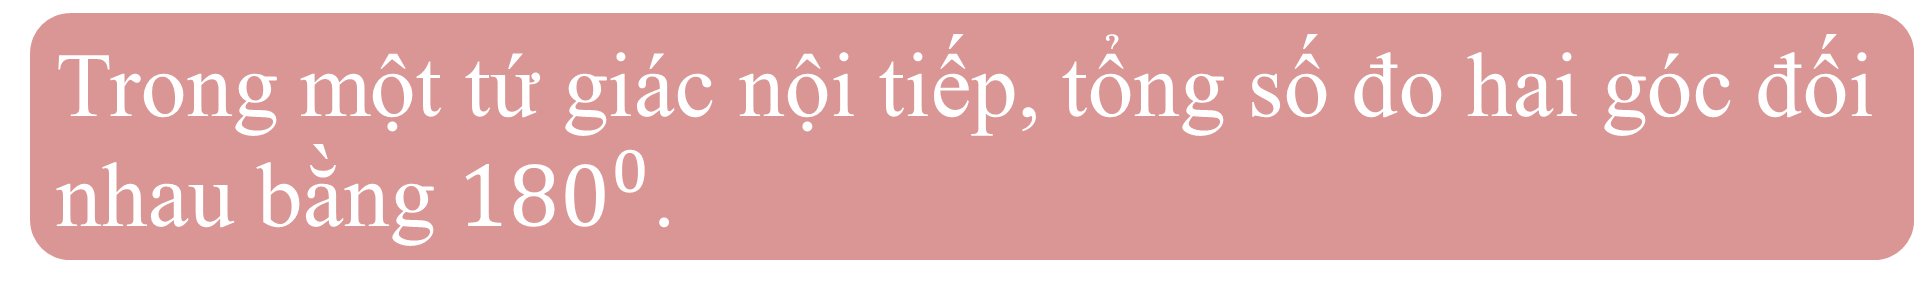 Trong một tứ giác nội tiếp, tổng số đo hai góc đối
nhau bằng 180⁰.